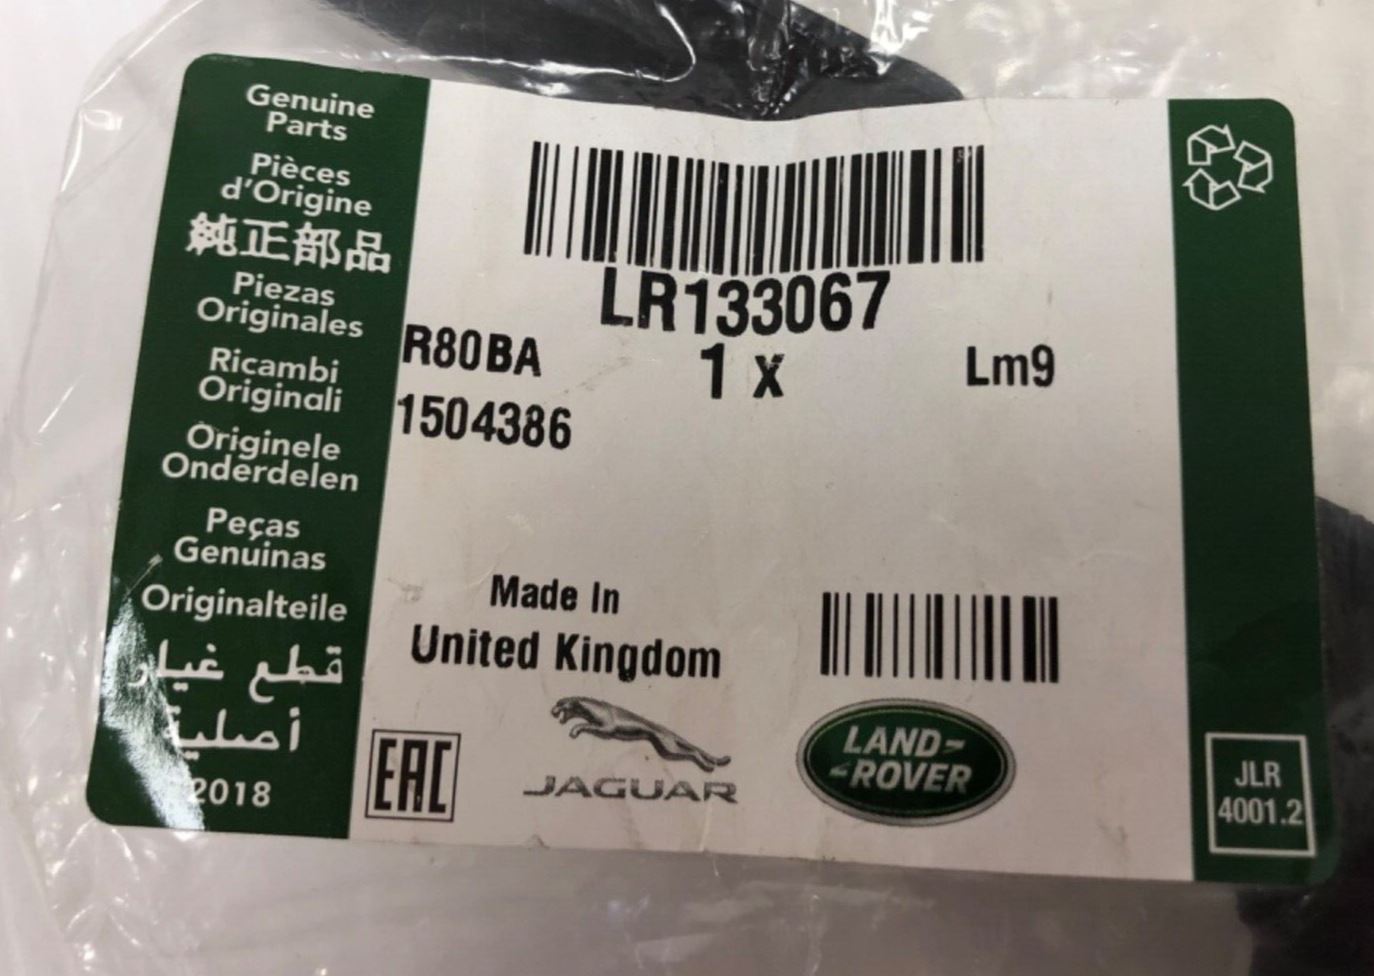 Genuine
Parts
Pièces
d'Origine
純正部品
Piezas
Originales
Ricambi
Originali
Originele
Onderdelen
Peças
Genuinas
Originalteile
قطع غيار
أصلية
2018
LR133067
R80BA
1 x
Lm9
1504386
Made In
United Kingdom
EAC
JAGUAR
LAND-
-ROVER
JLR
4001.2